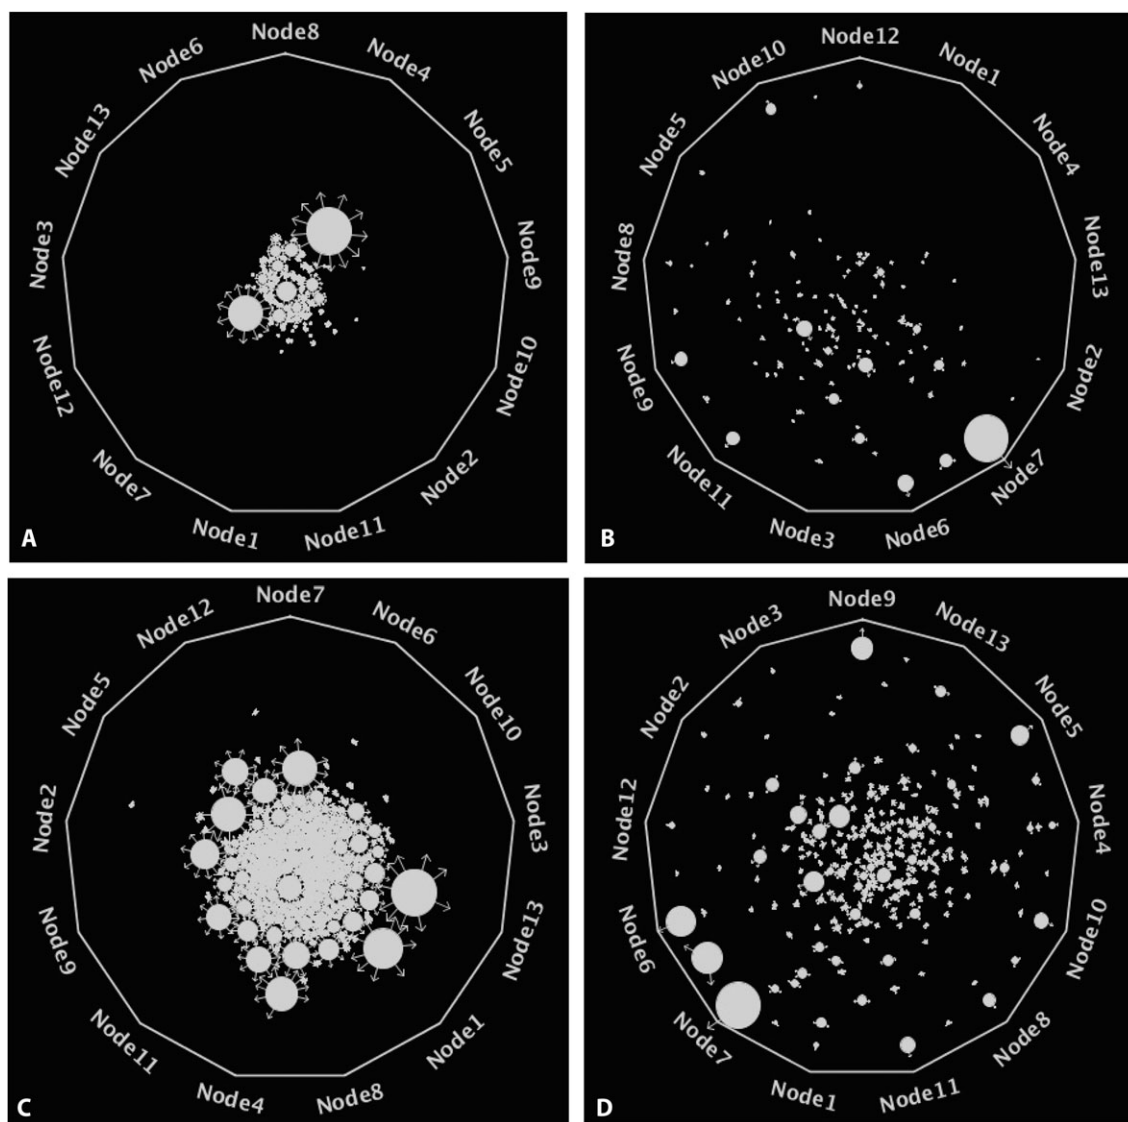 Node8
Node6
Node4
Node13
Node5
Node3
Node9
Node12
Node10
Node7
Node2
Node1
Node11
A
Node12
Node10
Node1
Node5
Node4
Node8
Node13
Node9
Node2
Node11
Node7
Node3
Node6
B
Node7
Node12
Node6
Node5
Node10
Node2
Node3
Node9
Node13
Node11
Node1
Node4
Node8
C
Node9
Node3
Node13
Node2
Node5
Node12
Node4
Node6
Node10
Node7
Node8
Node1
Node11
D